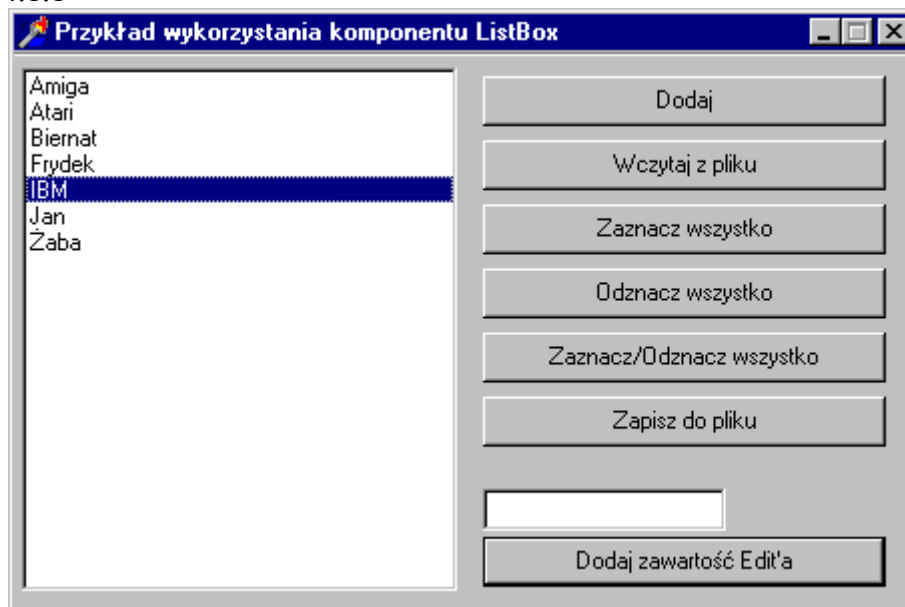 Przykład wykorzystania komponentu ListBox
Amiga
Atari
Biernat
Frydek
IBM
Jan
Żaba
Dodaj
Wczytaj z pliku
Zaznacz wszystko
Odznacz wszystko
Zaznacz/Odznacz wszystko
Zapisz do pliku
Dodaj zawartość Edit'a